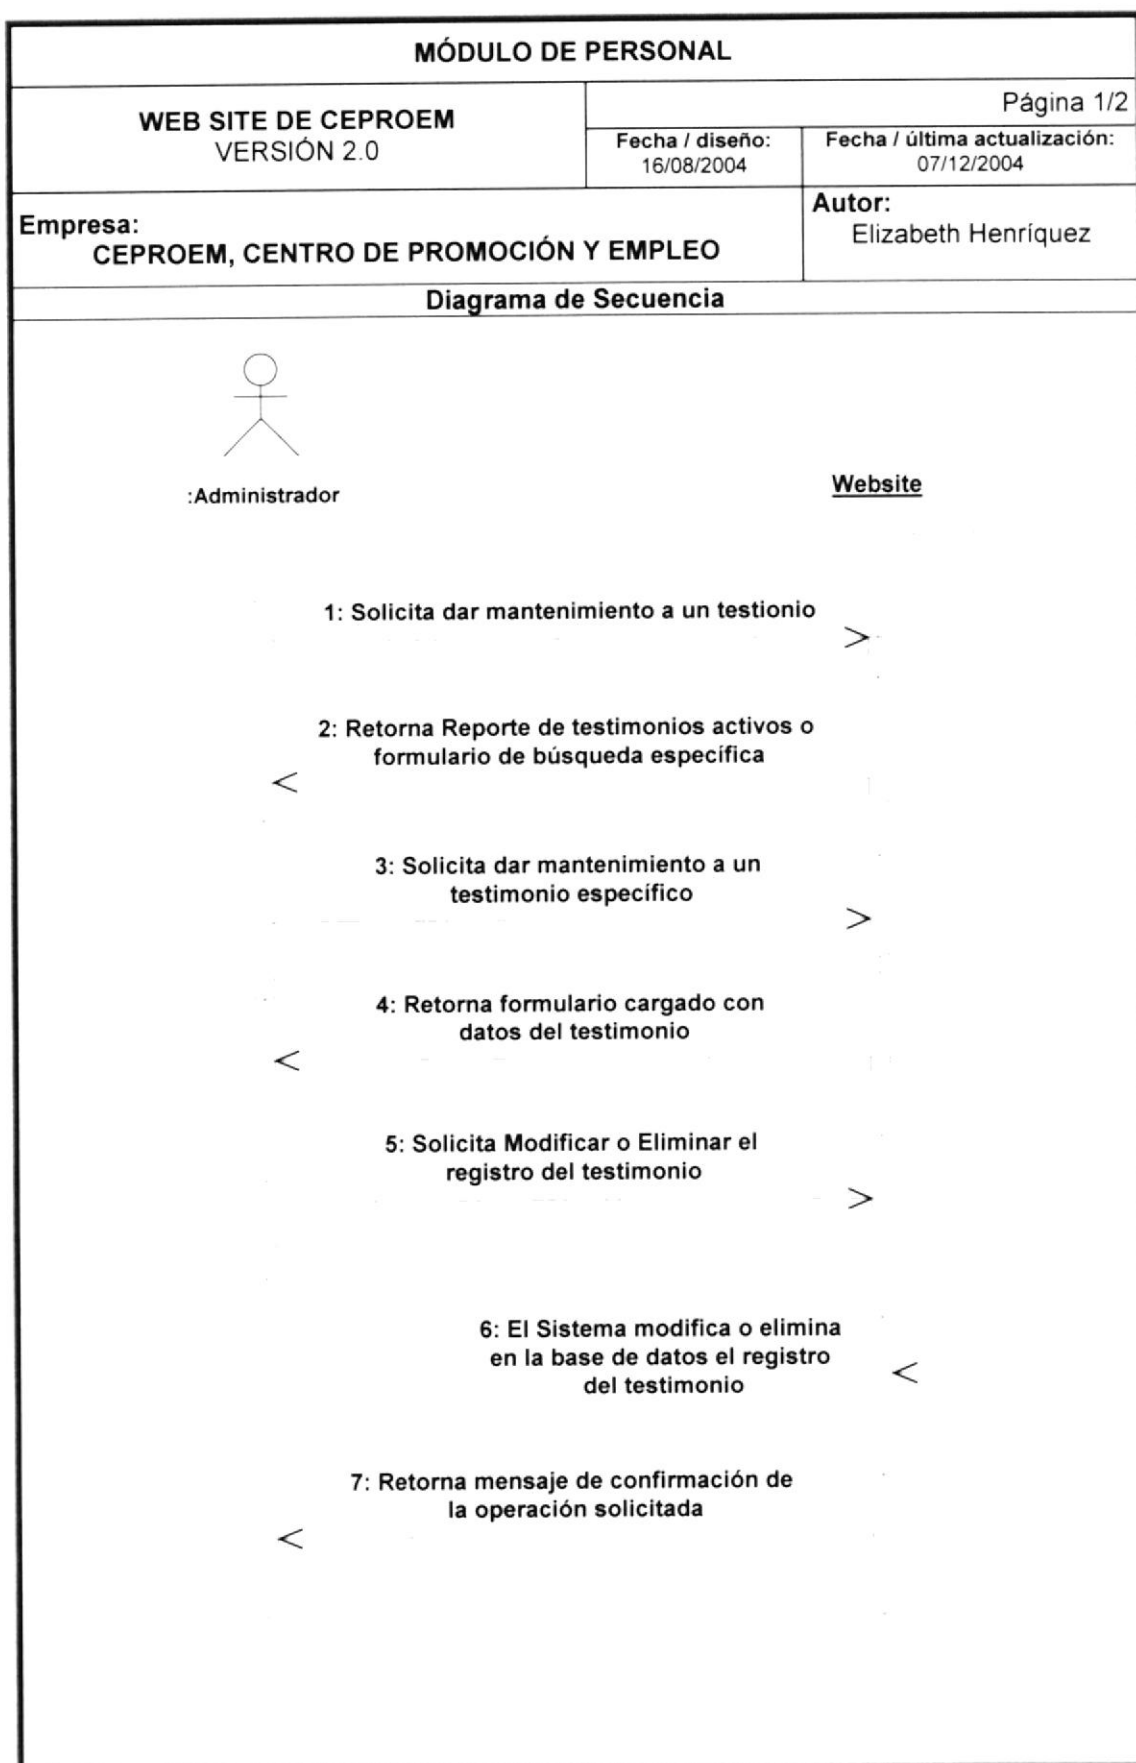 MÓDULO DE PERSONAL
WEB SITE DE CEPROEM
VERSIÓN 2.0
Página 1/2
Fecha / diseño:
16/08/2004
Fecha / última actualización:
07/12/2004
Empresa:
CEPROEM, CENTRO DE PROMOCIÓN Y EMPLEO
Autor:
Elizabeth Henríquez
Diagrama de Secuencia
:Administrador
Website
1: Solicita dar mantenimiento a un testionio
2: Retorna Reporte de testimonios activos o
formulario de búsqueda específica
3: Solicita dar mantenimiento a un
testimonio específico
4: Retorna formulario cargado con
datos del testimonio
5: Solicita Modificar o Eliminar el
registro del testimonio
6: El Sistema modifica o elimina
en la base de datos el registro
del testimonio
7: Retorna mensaje de confirmación de
la operación solicitada